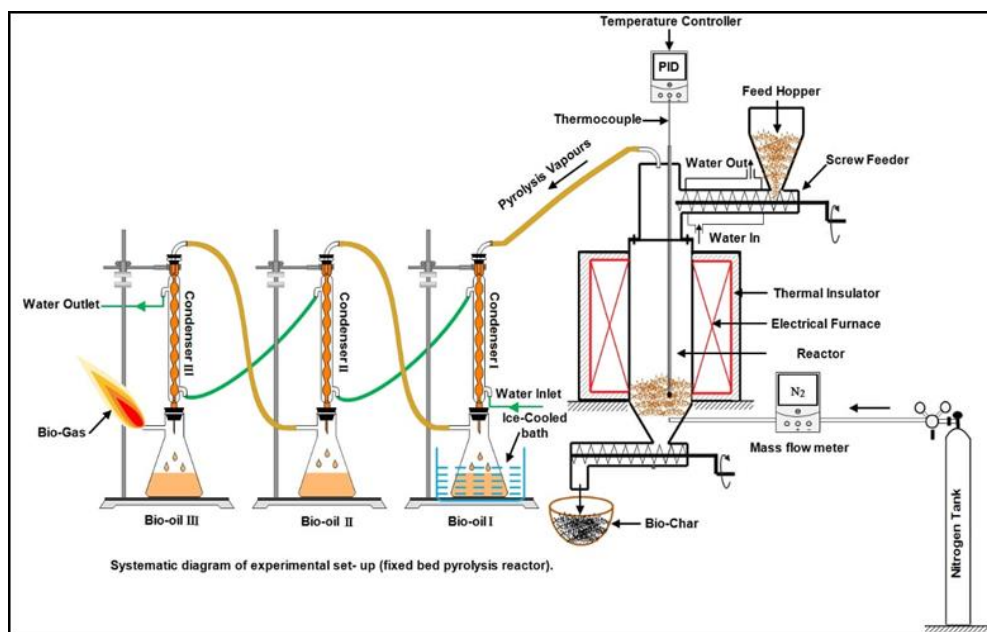 Temperature Controller
PID
Feed Hopper
Thermocouple
Water Out
Screw Feeder
Pyrolysis Vapours
Water In
Water Outlet
Condenser III
Condenser II
Condenser I
Thermal Insulator
Electrical Furnace
Reactor
Water Inlet
Ice-Cooled
bath
N2
Bio-Gas
Mass flow meter
Nitrogen Tank
Bio-oil III
Bio-oil II
Bio-oil I
Bio-Char
Systematic diagram of experimental set- up (fixed bed pyrolysis reactor).